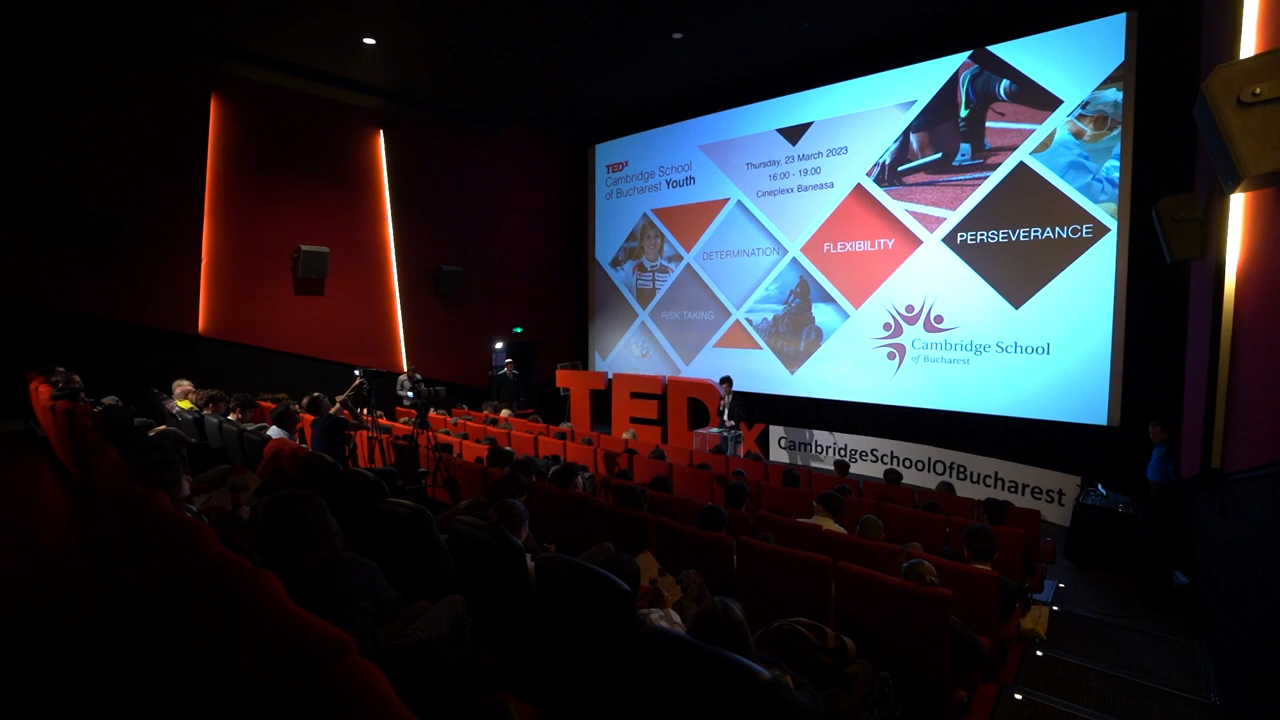 TEDx
Cambridge School
of Bucharest Youth
Thursday, 23 March 2023
16:00 - 19:00
Cineplexx Baneasa
DETERMINATION
FLEXIBILITY
PERSEVERANCE
RISK TAKING
Cambridge School
of Bucharest
TEDx
CambridgeSchoolOfBucharest